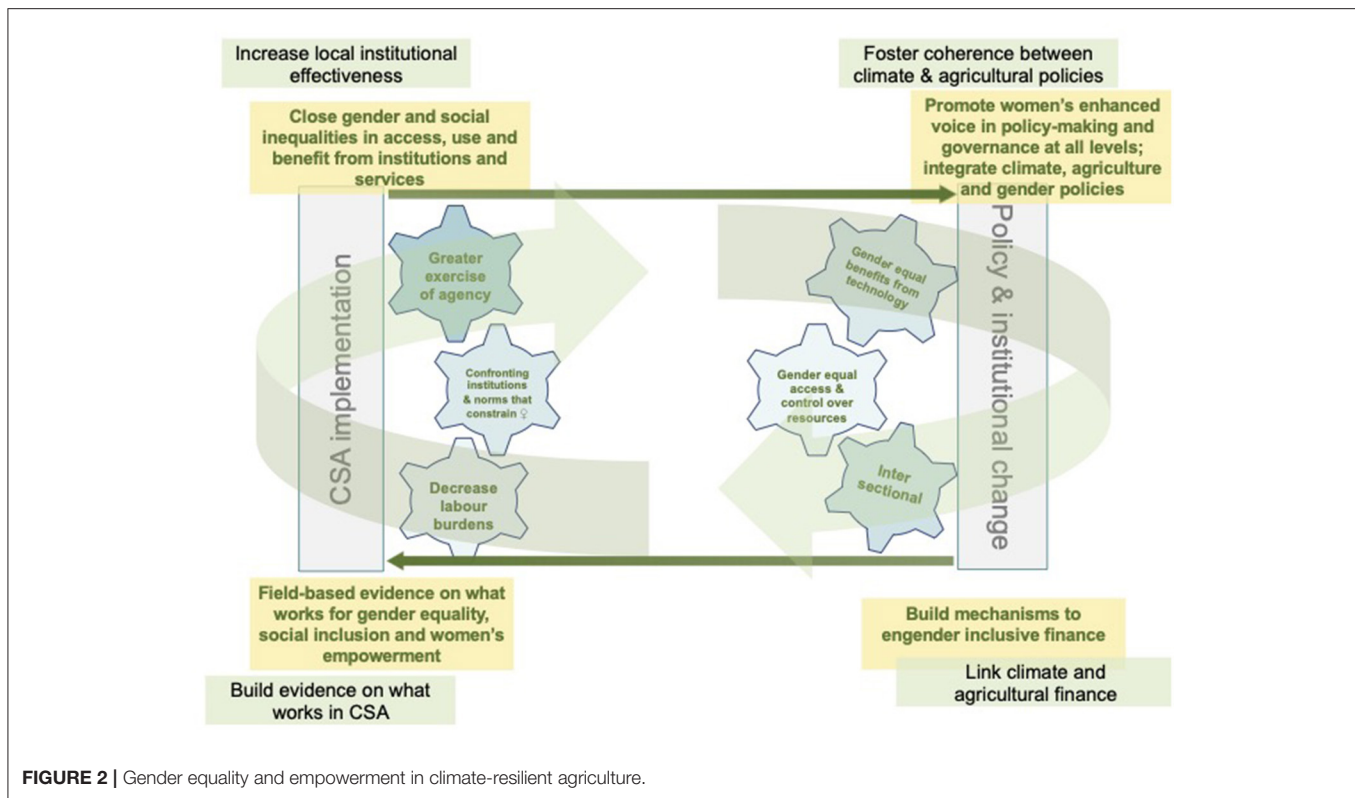 Increase local institutional
effectiveness
Close gender and social
inequalities in access, use and
benefit from institutions and
services
Foster coherence between
climate & agricultural policies
Promote women's enhanced
voice in policy-making and
governance at all levels;
integrate climate, agriculture
and gender policies
CSA implementation
Greater
exercise
of agency
Confronting
institutions
& norms that
constrain ♀
Decrease
labour
burdens
Gender equal
benefits from
technology
Gender equal
access &
control over
resources
Inter
sectional
Policy & institutional change
Field-based evidence on what
works for gender equality,
social inclusion and women's
empowerment
Build evidence on what
works in CSA
Build mechanisms to
engender inclusive finance
Link climate and
agricultural finance
FIGURE 2 | Gender equality and empowerment in climate-resilient agriculture.